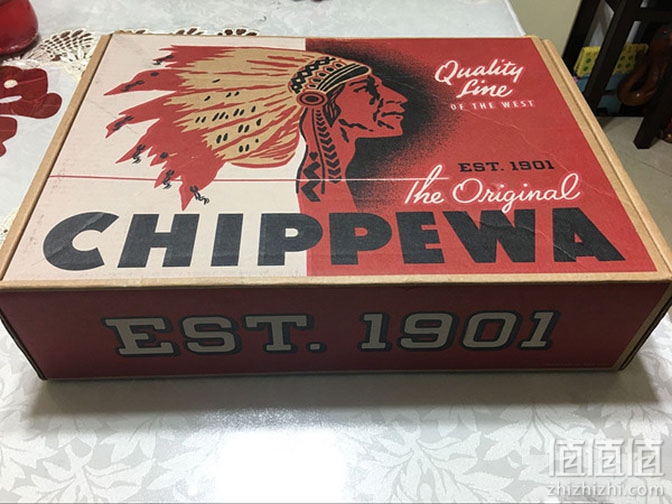 Quality
Line
OF THE WEST
EST. 1901
The Original
CHIPPEWA
EST. 1901
值值值
zhizhizhi.com